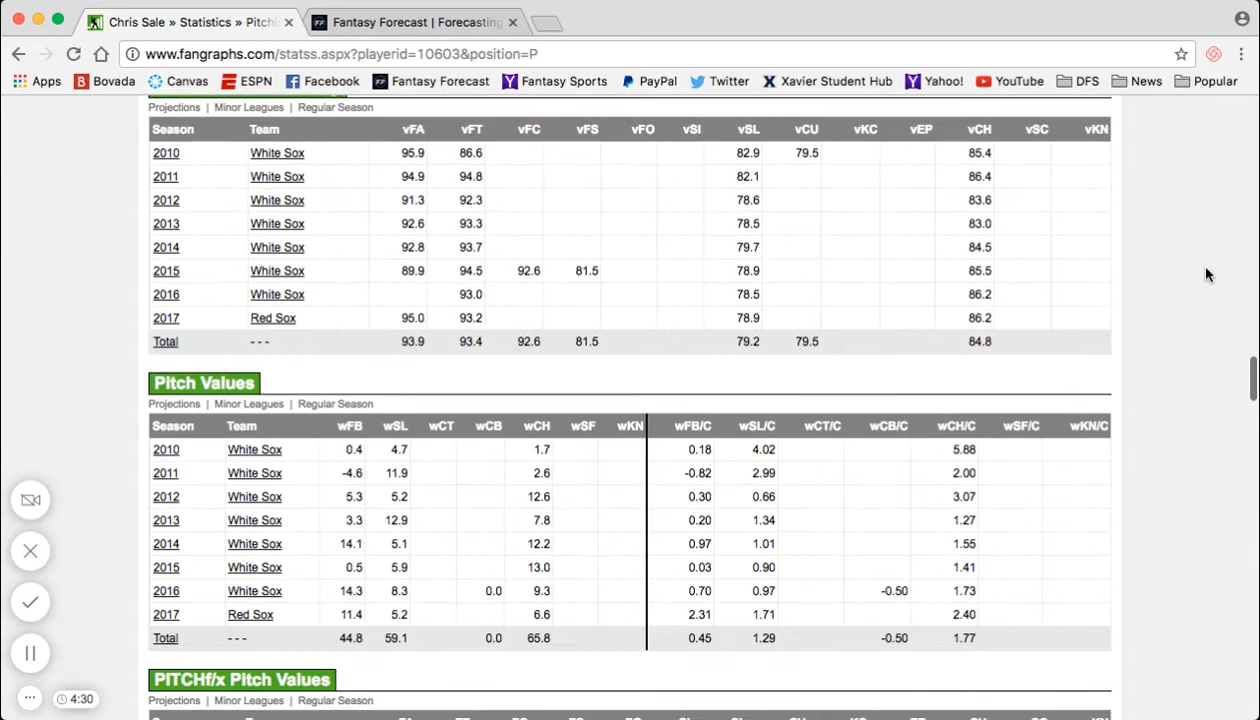 Chris Sale » Statistics » Pitchi
Fantasy Forecast | Forecasting
www.fangraphs.com/statss.aspx?playerid=10603&position=P
Apps Bovada Canvas ESPN Facebook Fantasy Forecast Fantasy Sports PayPal Twitter Xavier Student Hub Yahoo! YouTube DFS News Popular
Projections | Minor Leagues | Regular Season
Season Team vFA vFT vFC vFS vFO vSI vSL vCU vKC vEP vCH vSC vKN
2010 White Sox 95.9 86.6 82.9 79.5 85.4
2011 White Sox 94.9 94.8 82.1 86.4
2012 White Sox 91.3 92.3 78.6 83.6
2013 White Sox 92.6 93.3 78.5 83.0
2014 White Sox 92.8 93.7 79.7 84.5
2015 White Sox 89.9 94.5 92.6 81.5 78.9 85.5
2016 White Sox 93.0 78.5 86.2
2017 Red Sox 95.0 93.2 78.9 86.2
Total - - - 93.9 93.4 92.6 81.5 79.2 79.5 84.8
Pitch Values
Projections | Minor Leagues | Regular Season
Season Team wFB wSL wCT wCB wCH wSF wKN wFB/C wSL/C wCT/C wCB/C wCH/C wSF/C wKN/C
2010 White Sox 0.4 4.7 1.7 0.18 4.02 5.88
2011 White Sox -4.6 11.9 2.6 -0.82 2.99 2.00
2012 White Sox 5.3 5.2 12.6 0.30 0.66 3.07
2013 White Sox 3.3 12.9 7.8 0.20 1.34 1.27
2014 White Sox 14.1 5.1 12.2 0.97 1.01 1.55
2015 White Sox 0.5 5.9 13.0 0.03 0.90 1.41
2016 White Sox 14.3 8.3 0.0 9.3 0.70 0.97 -0.50 1.73
2017 Red Sox 11.4 5.2 6.6 2.31 1.71 2.40
Total - - - 44.8 59.1 0.0 65.8 0.45 1.29 -0.50 1.77
PITCHf/x Pitch Values
Projections | Minor Leagues | Regular Season
4:30